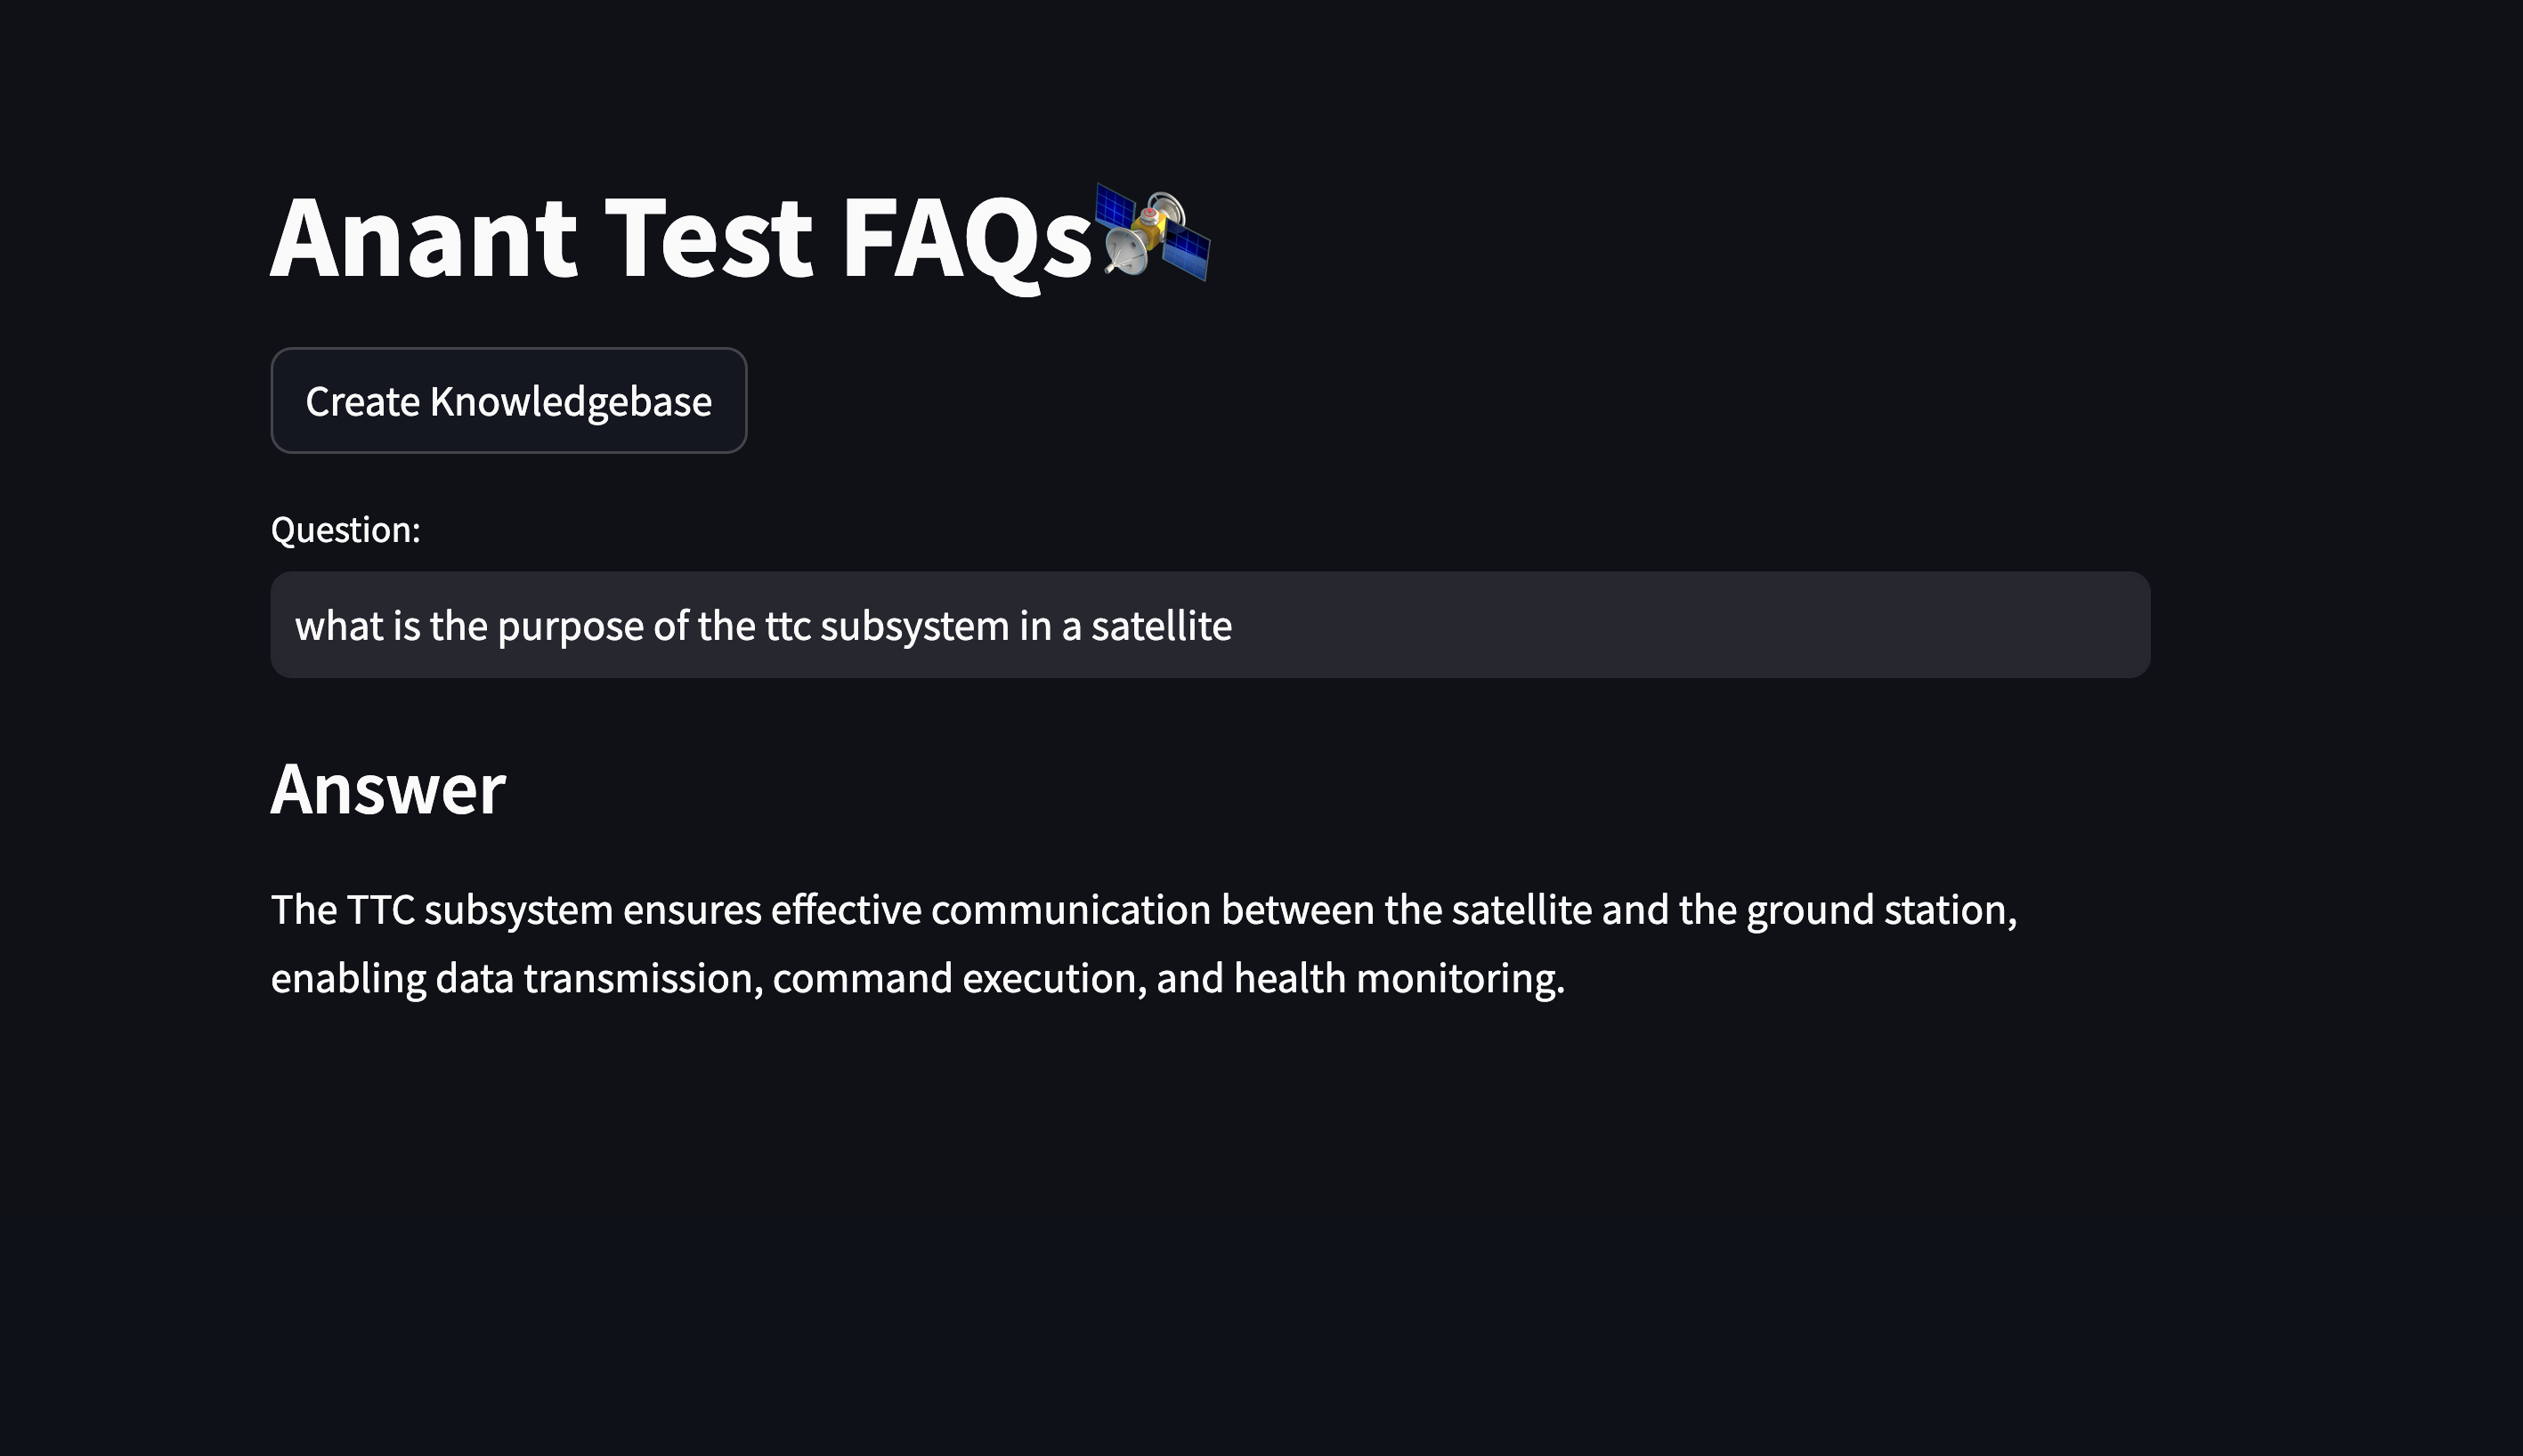 Anant Test FAQs🛰️
Create Knowledgebase
Question:
what is the purpose of the ttc subsystem in a satellite
Answer
The TTC subsystem ensures effective communication between the satellite and the ground station,
enabling data transmission, command execution, and health monitoring.